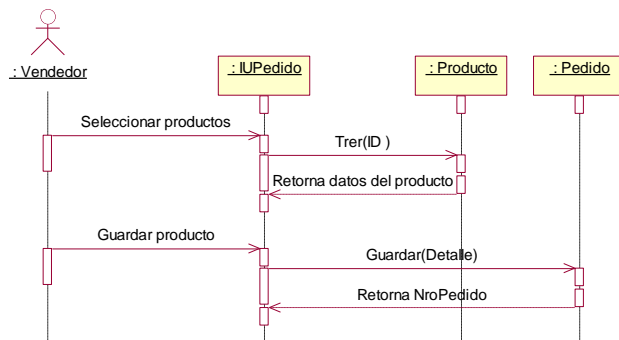 : Vendedor
: IUPedido
: Producto
: Pedido
Seleccionar productos
Trer(ID )
Retorna datos del producto
Guardar producto
Guardar(Detalle)
Retorna NroPedido